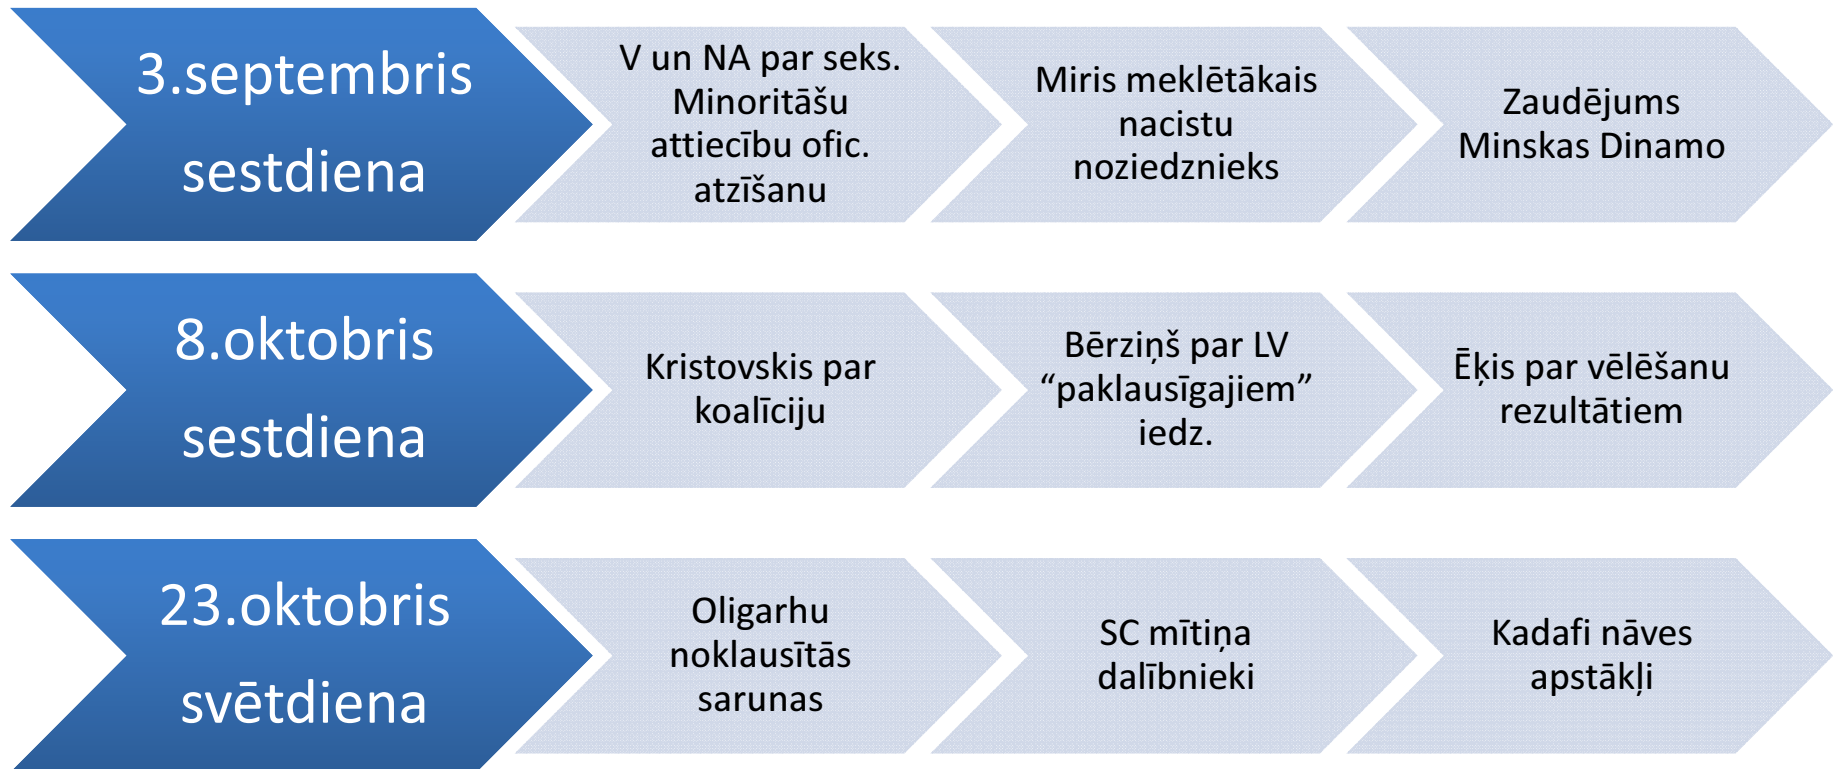 3.septembris
sestdiena
V un NA par seks.
Minoritāšu
attiecību ofic.
atzīšanu
Miris meklētākais
nacistu
noziedznieks
Zaudējums
Minskas Dinamo
8.oktobris
sestdiena
Kristovskis par
koalīciju
Bērziņš par LV
“paklausīgajiem”
iedz.
Ēķis par vēlēšanu
rezultātiem
23.oktobris
svētdiena
Oligarhu
noklausītās
sarunas
SC mītiņa
dalībnieki
Kadafi nāves
apstākļi